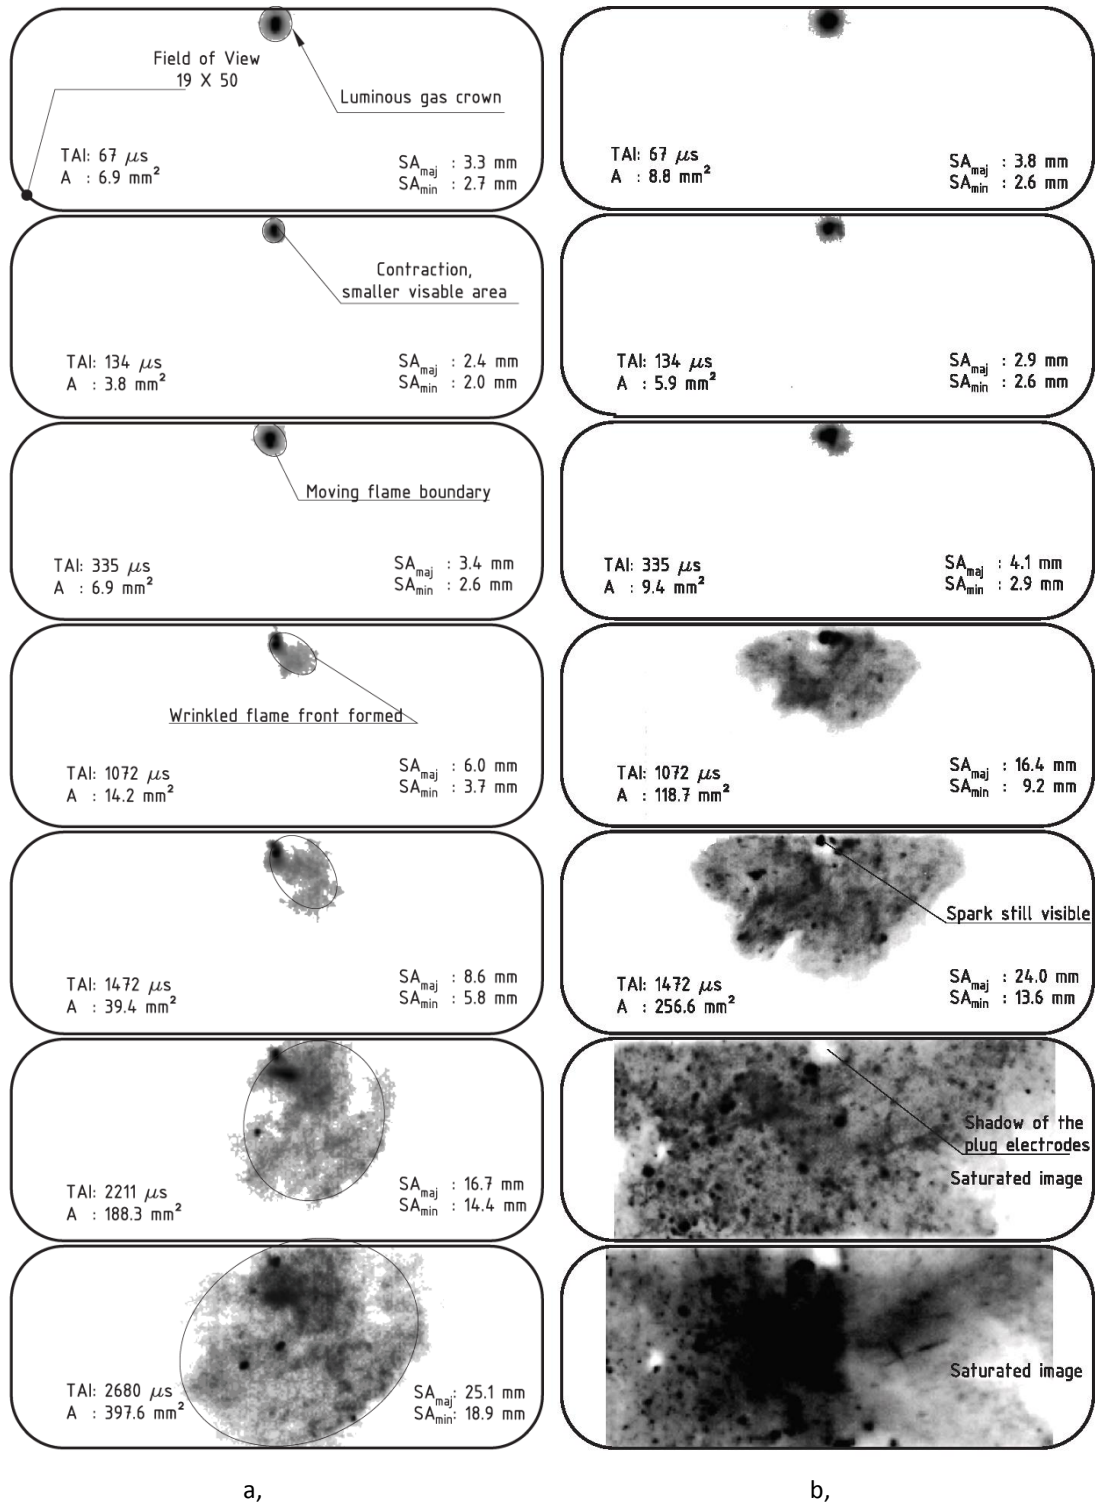 Field of View
19 X 50
Luminous gas crown
TAI: 67 μs
A : 6.9 mm²
SAmaj : 3.3 mm
SAmin : 2.7 mm
TAI: 67 μs
A : 8.8 mm²
SAmaj : 3.8 mm
SAmin : 2.6 mm
Contraction,
smaller visable area
TAI: 134 μs
A : 3.8 mm²
SAmaj : 2.4 mm
SAmin : 2.0 mm
TAI: 134 μs
A : 5.9 mm²
SAmaj : 2.9 mm
SAmin : 2.6 mm
Moving flame boundary
TAI: 335 μs
A : 6.9 mm²
SAmaj : 3.4 mm
SAmin : 2.6 mm
TAI: 335 μs
A : 9.4 mm²
SAmaj : 4.1 mm
SAmin : 2.9 mm
Wrinkled flame front formed
TAI: 1072 μs
A : 14.2 mm²
SAmaj : 6.0 mm
SAmin : 3.7 mm
TAI: 1072 μs
A : 118.7 mm²
SAmaj : 16.4 mm
SAmin : 9.2 mm
TAI: 1472 μs
A : 39.4 mm²
SAmaj : 8.6 mm
SAmin : 5.8 mm
Spark still visible
TAI: 1472 μs
A : 256.6 mm²
SAmaj : 24.0 mm
SAmin : 13.6 mm
TAI: 2211 μs
A : 188.3 mm²
SAmaj : 16.7 mm
SAmin : 14.4 mm
Shadow of the
plug electrodes
Saturated image
TAI: 2680 μs
A : 397.6 mm²
SAmaj: 25.1 mm
SAmin: 18.9 mm
Saturated image
a,
b,